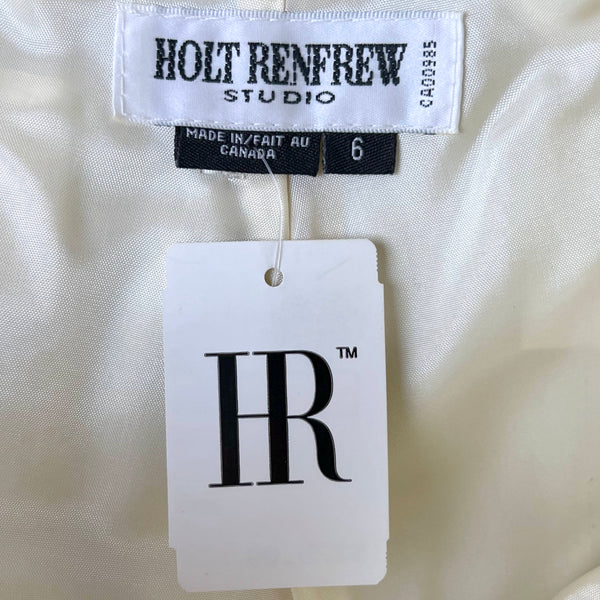 HOLT RENFREW
STUDIO
CA00985
MADE IN/FAIT AU
CANADA
6
HR™